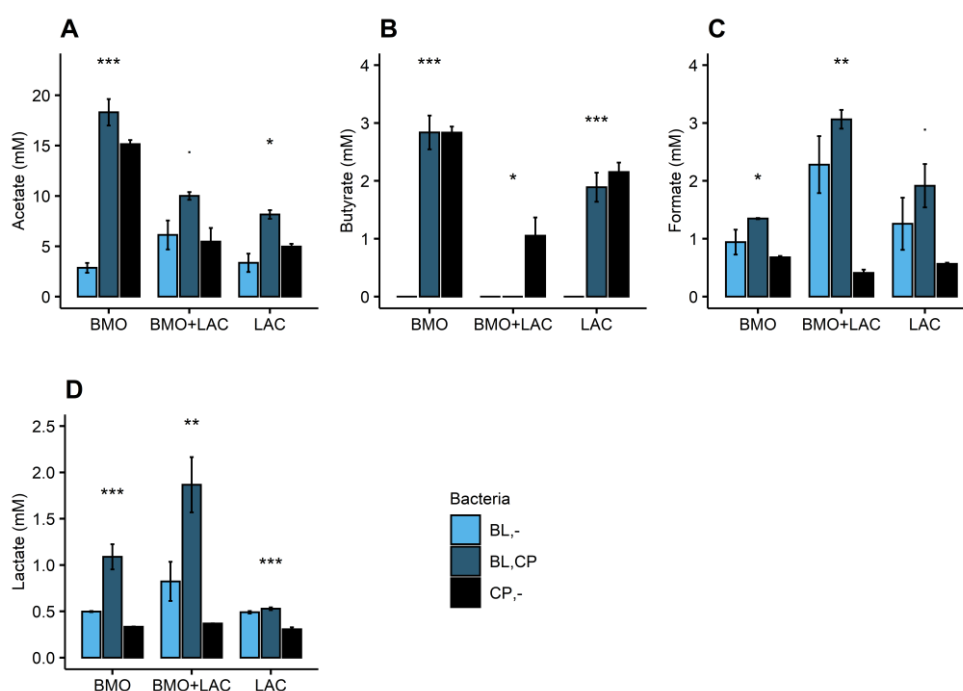 A
Acetate (mM)
20
15
10
5
0
***
.
*
BMO BMO+LAC LAC
B
Butyrate (mM)
4
3
2
1
0
***
*
***
BMO BMO+LAC LAC
C
Formate (mM)
4
3
2
1
0
*
**
.
BMO BMO+LAC LAC
D
Lactate (mM)
2.5
2.0
1.5
1.0
0.5
0.0
***
**
***
BMO BMO+LAC LAC
Bacteria
BL,-
BL,CP
CP,-